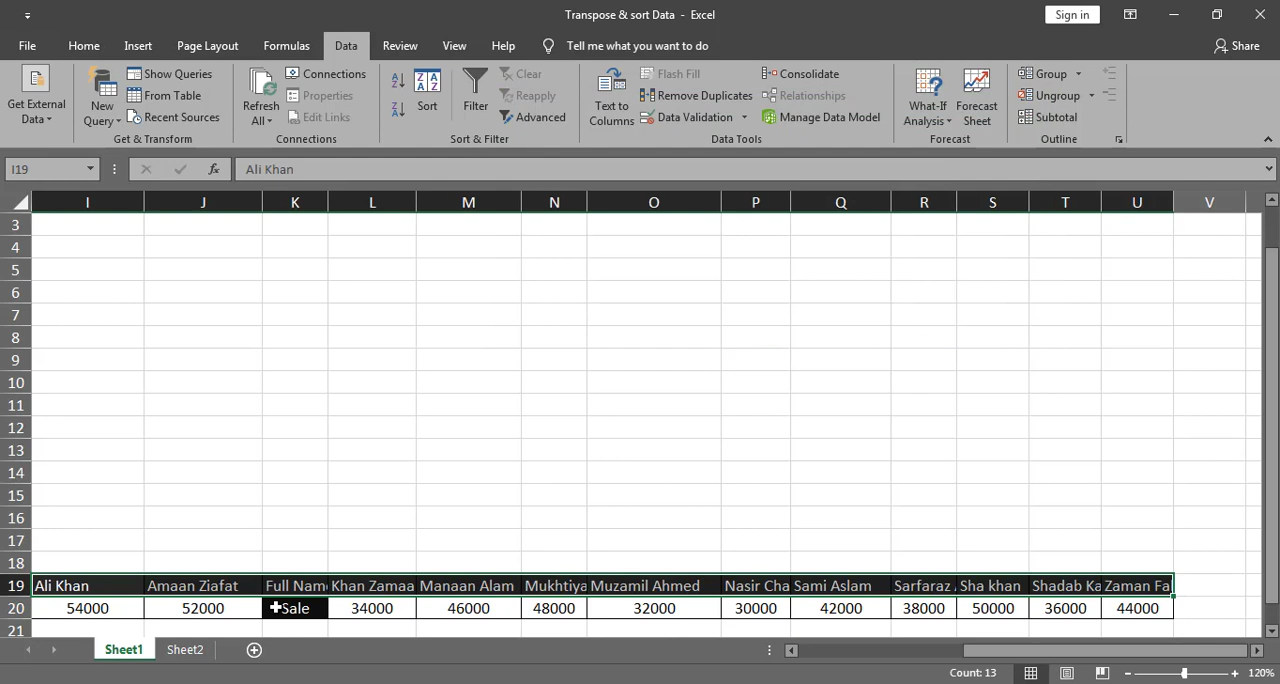 Transpose & sort Data - Excel
Sign in
File Home Insert Page Layout Formulas Data Review View Help Tell me what you want to do Share
Get External Data
New Query
Show Queries
From Table
Recent Sources
Get & Transform
Refresh All
Connections
Properties
Edit Links
Connections
Sort
Filter
Clear
Reapply
Advanced
Sort & Filter
Text to Columns
Flash Fill
Remove Duplicates
Data Validation
Consolidate
Relationships
Manage Data Model
Data Tools
What-If Analysis
Forecast Sheet
Forecast
Group
Ungroup
Subtotal
Outline
I19 fx Ali Khan
I J K L M N O P Q R S T U V
3
4
5
6
7
8
9
10
11
12
13
14
15
16
17
18
19 Ali Khan Amaan Ziafat Full Nam Khan Zamaa Manaan Alam Mukhtiya Muzamil Ahmed Nasir Cha Sami Aslam Sarfaraz Sha khan Shadab Ka Zaman Fa
20 54000 52000 Sale 34000 46000 48000 32000 30000 42000 38000 50000 36000 44000
21
Sheet1 Sheet2
Count: 13 120%